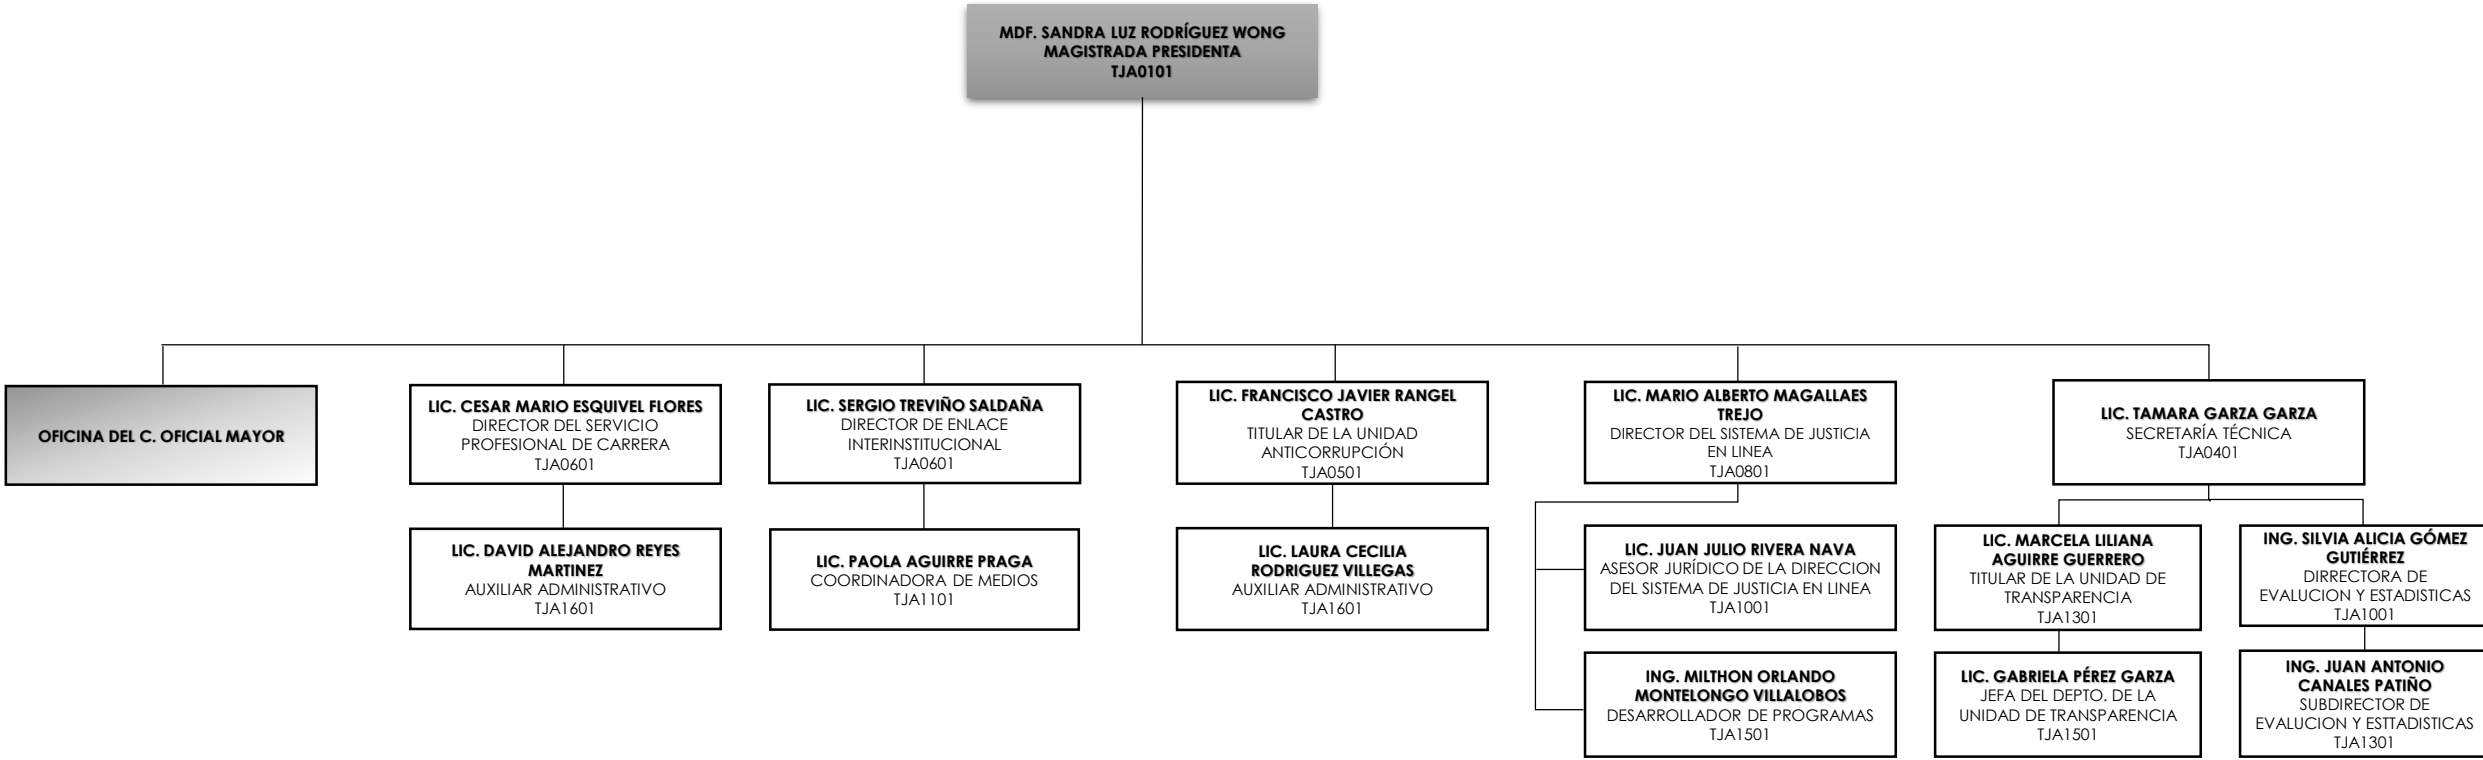 MDF. SANDRA LUZ RODRÍGUEZ WONG
MAGISTRADA PRESIDENTA
TJA0101
OFICINA DEL C. OFICIAL MAYOR
LIC. CESAR MARIO ESQUIVEL FLORES
DIRECTOR DEL SERVICIO
PROFESIONAL DE CARRERA
TJA0601
LIC. SERGIO TREVIÑO SALDAÑA
DIRECTOR DE ENLACE
INTERINSTITUCIONAL
TJA0601
LIC. FRANCISCO JAVIER RANGEL
CASTRO
TITULAR DE LA UNIDAD
ANTICORRUPCIÓN
TJA0501
LIC. MARIO ALBERTO MAGALLAES
TREJO
DIRECTOR DEL SISTEMA DE JUSTICIA
EN LINEA
TJA0801
LIC. TAMARA GARZA GARZA
SECRETARÍA TÉCNICA
TJA0401
LIC. DAVID ALEJANDRO REYES
MARTINEZ
AUXILIAR ADMINISTRATIVO
TJA1601
LIC. PAOLA AGUIRRE PRAGA
COORDINADORA DE MEDIOS
TJA1101
LIC. LAURA CECILIA
RODRIGUEZ VILLEGAS
AUXILIAR ADMINISTRATIVO
TJA1601
LIC. JUAN JULIO RIVERA NAVA
ASESOR JURÍDICO DE LA DIRECCION
DEL SISTEMA DE JUSTICIA EN LINEA
TJA1001
LIC. MARCELA LILIANA
AGUIRRE GUERRERO
TITULAR DE LA UNIDAD DE
TRANSPARENCIA
TJA1301
ING. SILVIA ALICIA GÓMEZ
GUTIÉRREZ
DIRRECTORA DE
EVALUCION Y ESTADISTICAS
TJA1001
ING. MILTHON ORLANDO
MONTELONGO VILLALOBOS
DESARROLLADOR DE PROGRAMAS
TJA1501
LIC. GABRIELA PÉREZ GARZA
JEFA DEL DEPTO. DE LA
UNIDAD DE TRANSPARENCIA
TJA1501
ING. JUAN ANTONIO
CANALES PATIÑO
SUBDIRECTOR DE
EVALUCION Y ESTTADISTICAS
TJA1301